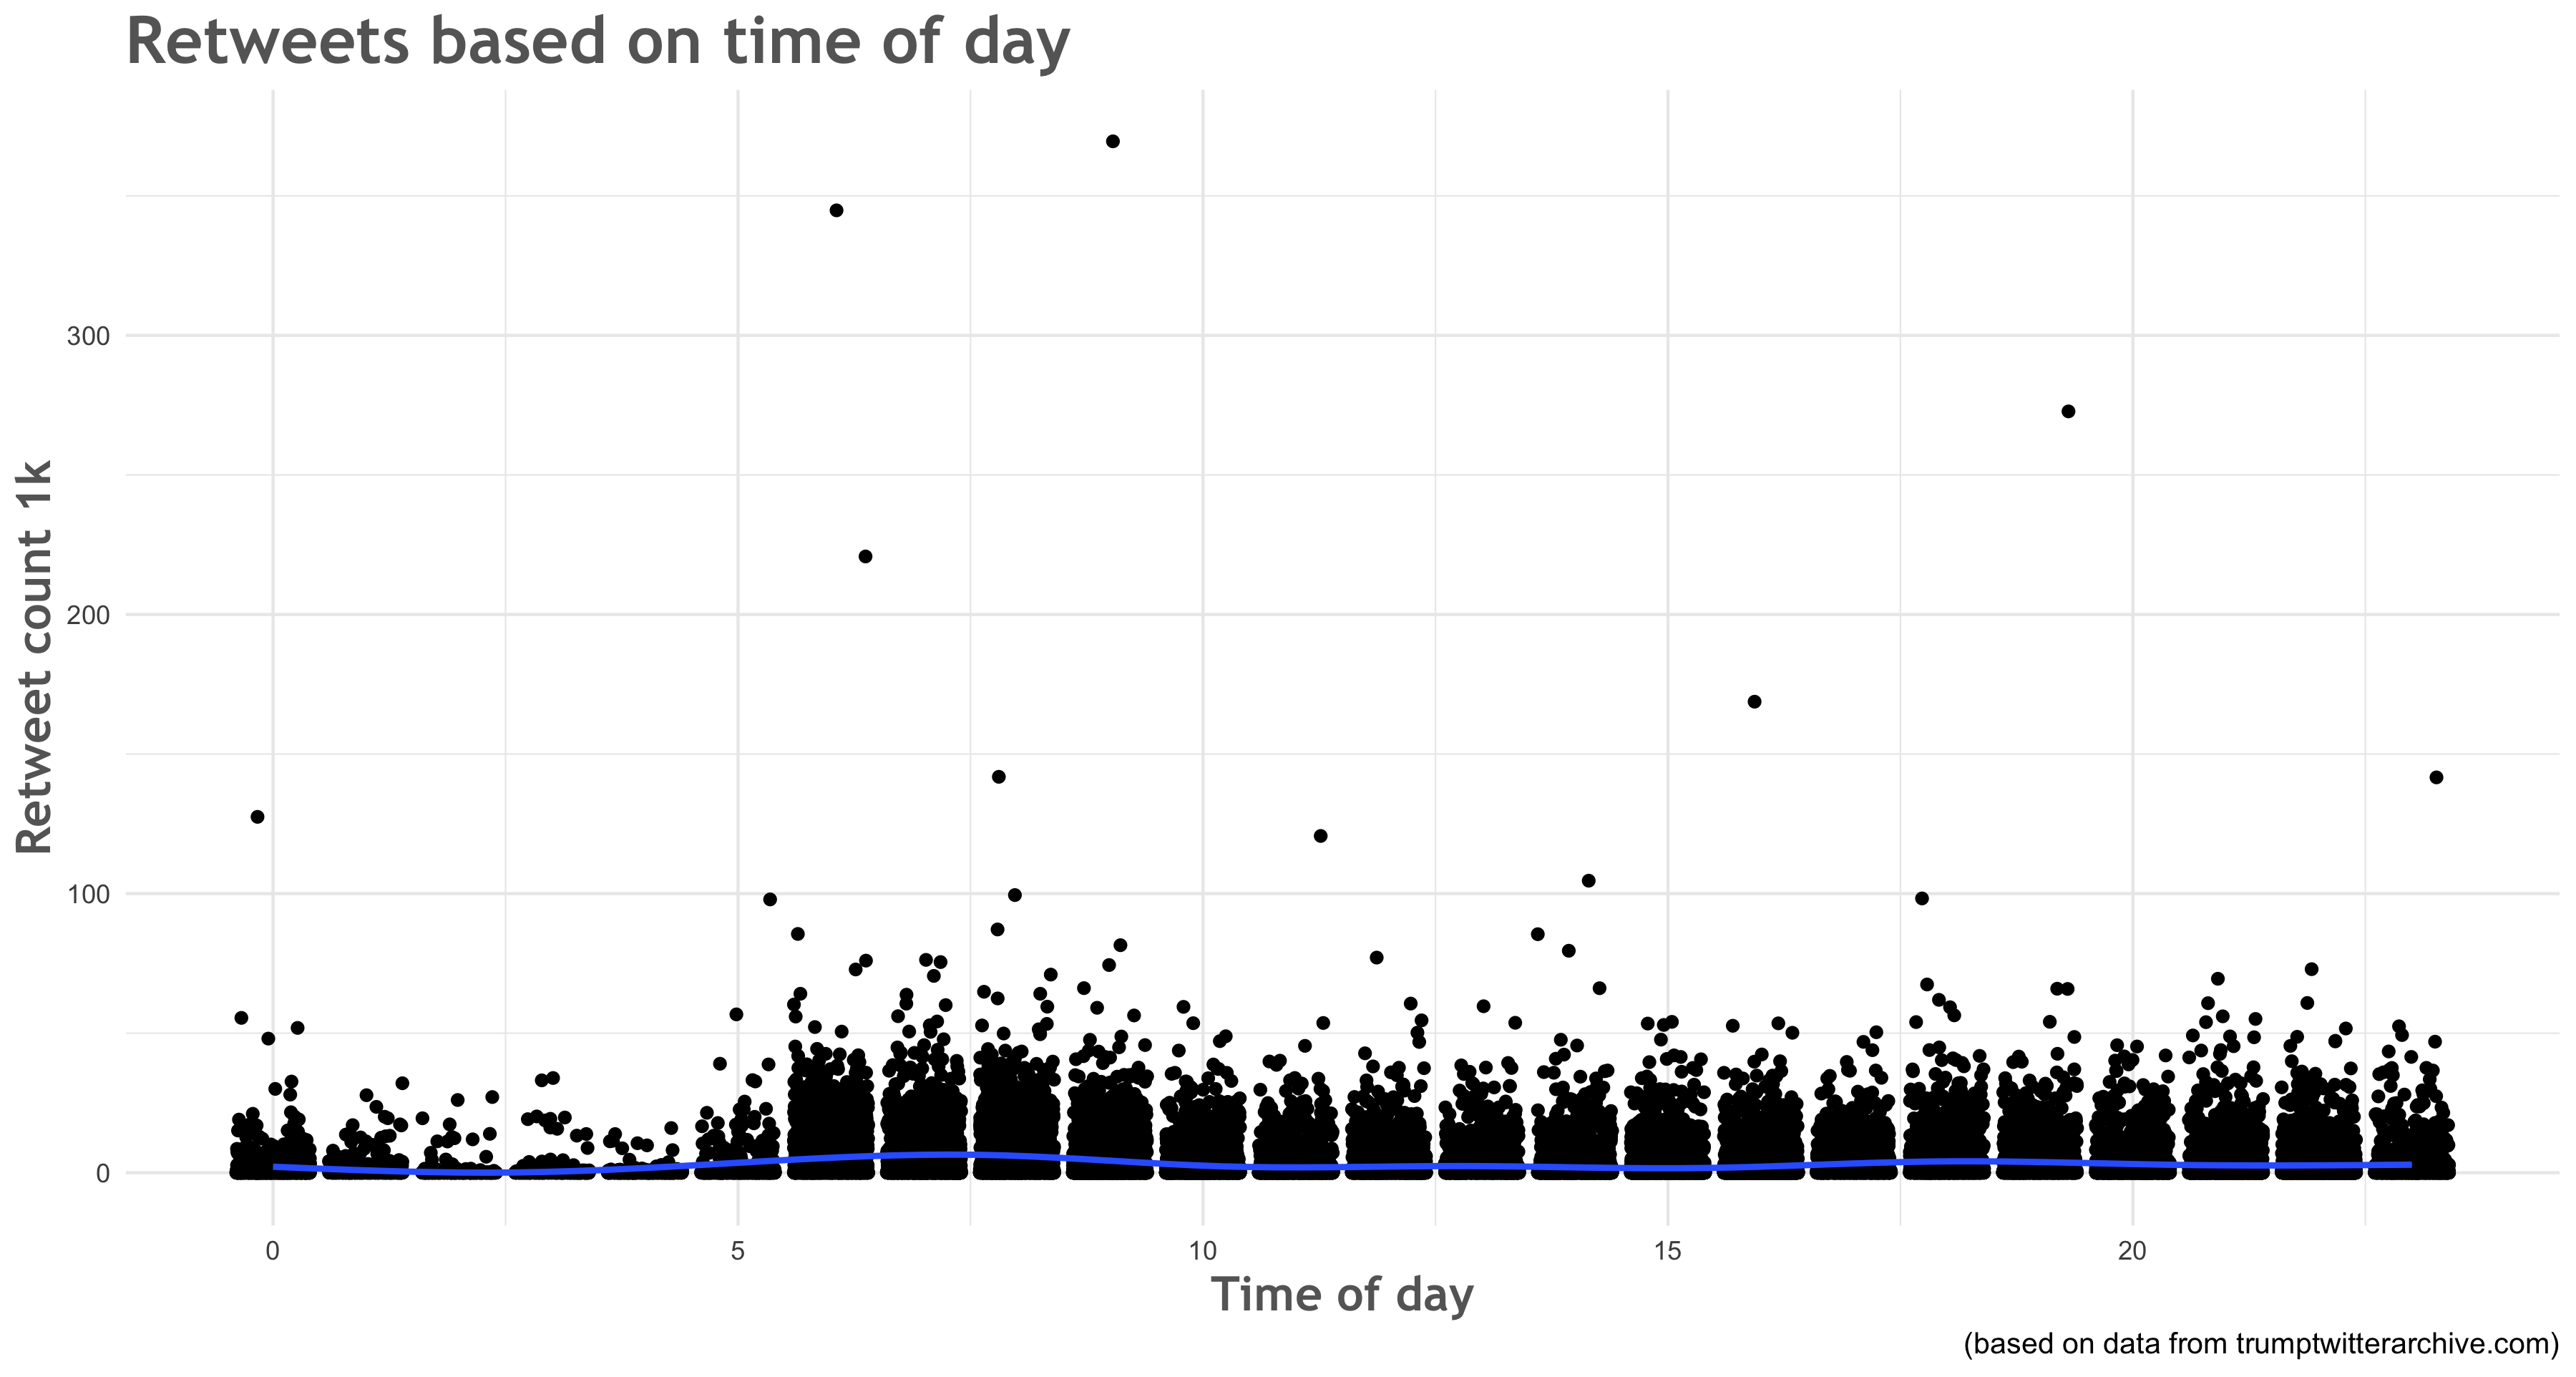 Retweets based on time of day
Retweet count 1k
300
200
100
0
0 5 10 15 20
Time of day
(based on data from trumptwitterarchive.com)